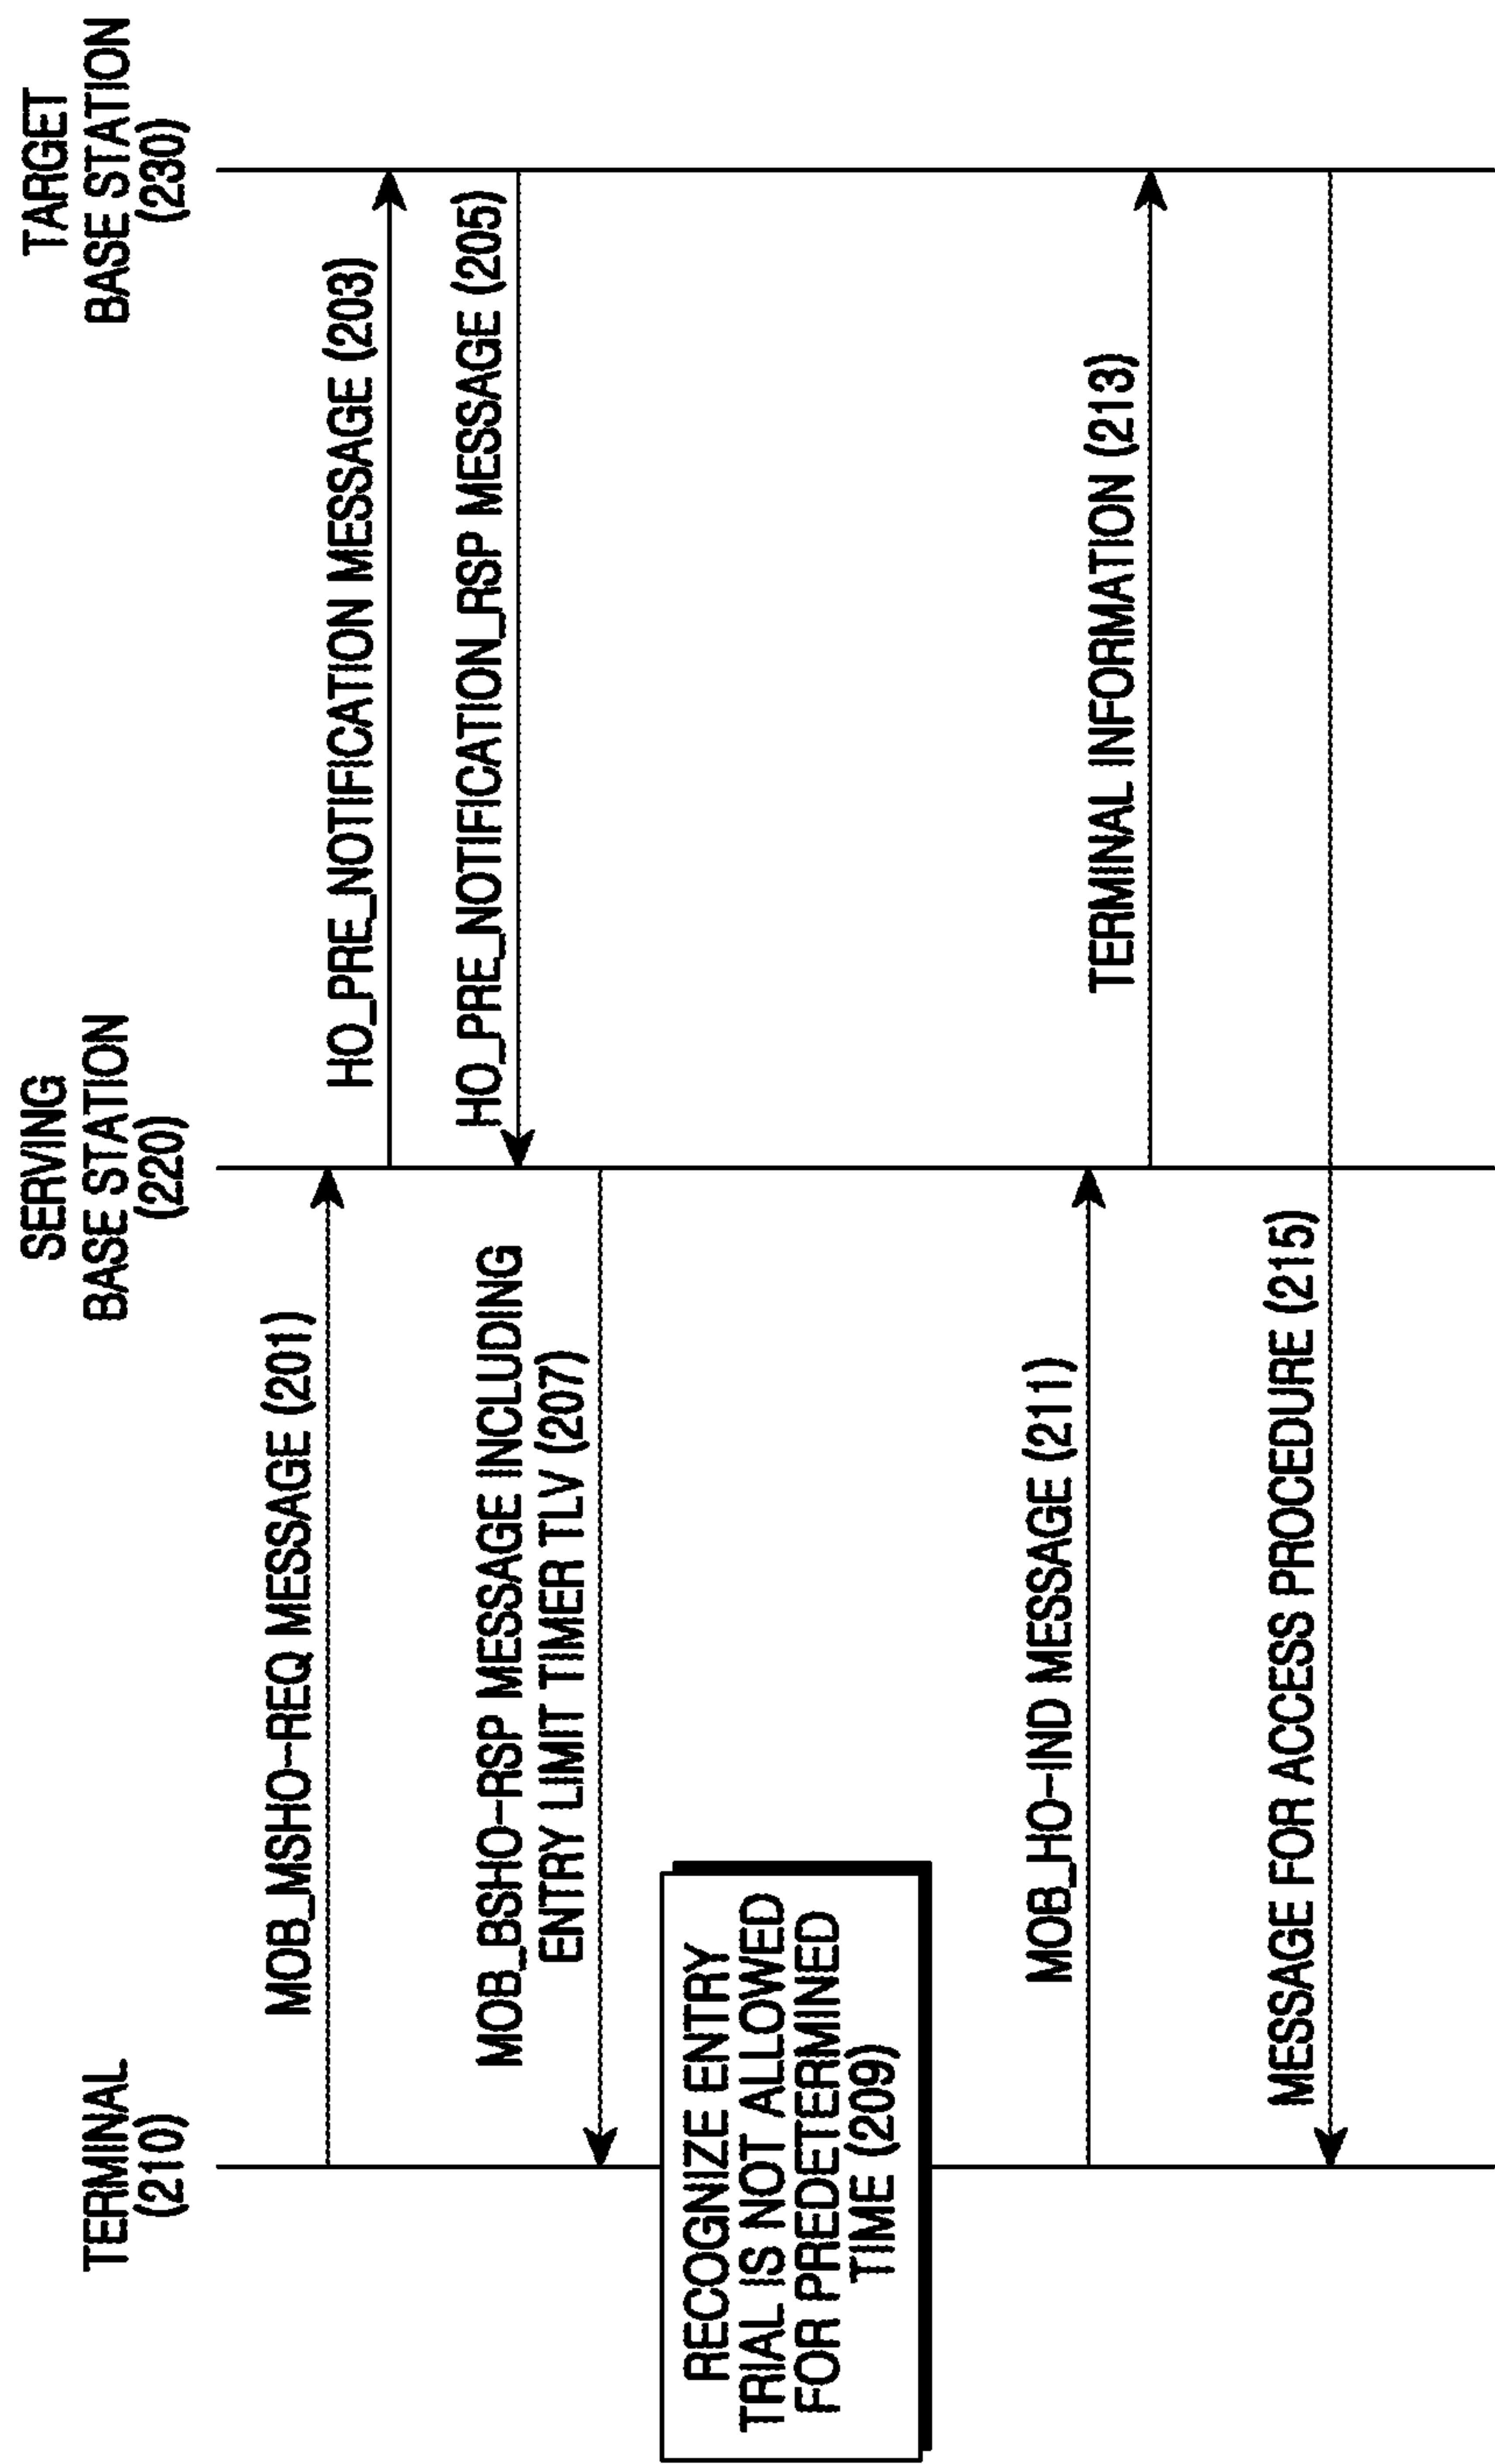 TERMINAL
(210)
SERVING
BASE STATION
(220)
TARGET
BASE STATION
(230)
MOB_MSHO-REQ MESSAGE (201)
HO_PRE_NOTIFICATION MESSAGE (203)
HO_PRE_NOTIFICATION_RSP MESSAGE (205)
MOB_BSHO-RSP MESSAGE INCLUDING
ENTRY LIMIT TIMER TLV (207)
RECOGNIZE ENTRY
TRIAL IS NOT ALLOWED
FOR PREDETERMINED
TIME (209)
MOB_HO-IND MESSAGE (211)
TERMINAL INFORMATION (213)
MESSAGE FOR ACCESS PROCEDURE (215)